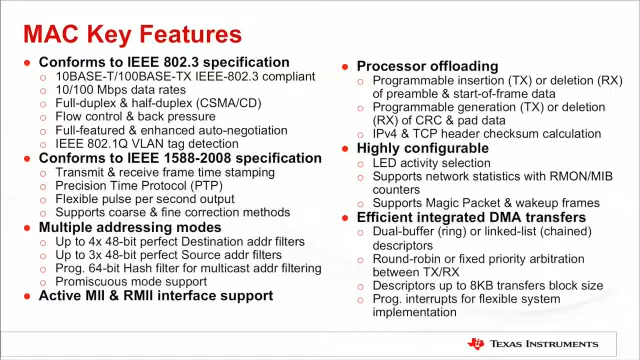 MAC Key Features
Conforms to IEEE 802.3 specification
10BASE-T/100BASE-TX IEEE-802.3 compliant
10/100 Mbps data rates
Full-duplex & half-duplex (CSMA/CD)
Flow control & back pressure
Full-featured & enhanced auto-negotiation
IEEE 802.1Q VLAN tag detection
Conforms to IEEE 1588-2008 specification
Transmit & receive frame time stamping
Precision Time Protocol (PTP)
Flexible pulse per second output
Supports coarse & fine correction methods
Multiple addressing modes
Up to 4x 48-bit perfect Destination addr filters
Up to 3x 48-bit perfect Source addr filters
Prog. 64-bit Hash filter for multicast addr filtering
Promiscuous mode support
Active MII & RMII interface support
Processor offloading
Programmable insertion (TX) or deletion (RX)
of preamble & start-of-frame data
Programmable generation (TX) or deletion
(RX) of CRC & pad data
IPv4 & TCP header checksum calculation
Highly configurable
LED activity selection
Supports network statistics with RMON/MIB
counters
Supports Magic Packet & wakeup frames
Efficient integrated DMA transfers
Dual-buffer (ring) or linked-list (chained)
descriptors
Round-robin or fixed priority arbitration
between TX/RX
Descriptors up to 8KB transfers block size
Prog. interrupts for flexible system
implementation
TEXAS INSTRUMENTS